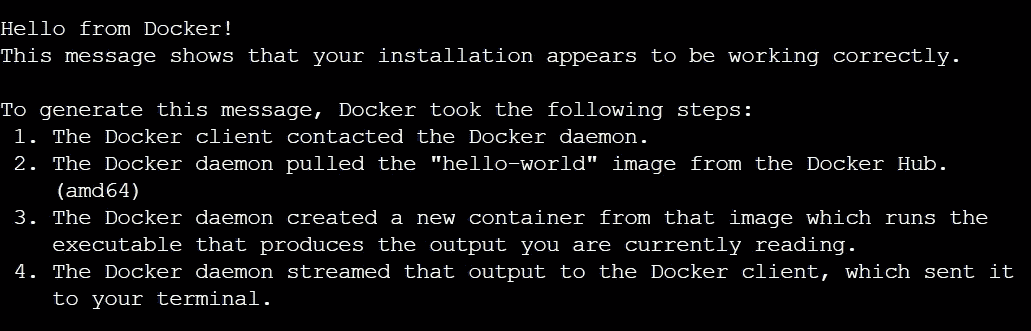 Hello from Docker!
This message shows that your installation appears to be working correctly.
To generate this message, Docker took the following steps:
1. The Docker client contacted the Docker daemon.
2. The Docker daemon pulled the "hello-world" image from the Docker Hub.
(amd64)
3. The Docker daemon created a new container from that image which runs the
executable that produces the output you are currently reading.
4. The Docker daemon streamed that output to the Docker client, which sent it
to your terminal.